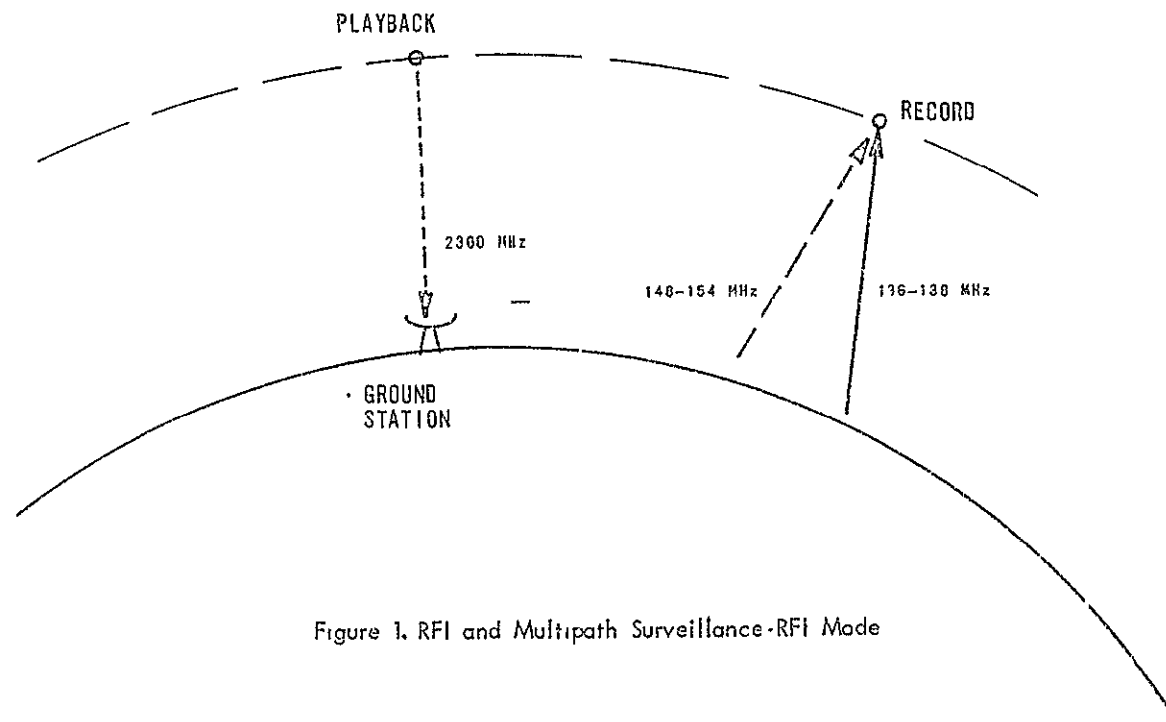 PLAYBACK
RECORD
2300 MHz
148-154 MHz
136-138 MHz
GROUND
STATION
Figure 1. RFI and Multipath Surveillance-RFI Mode